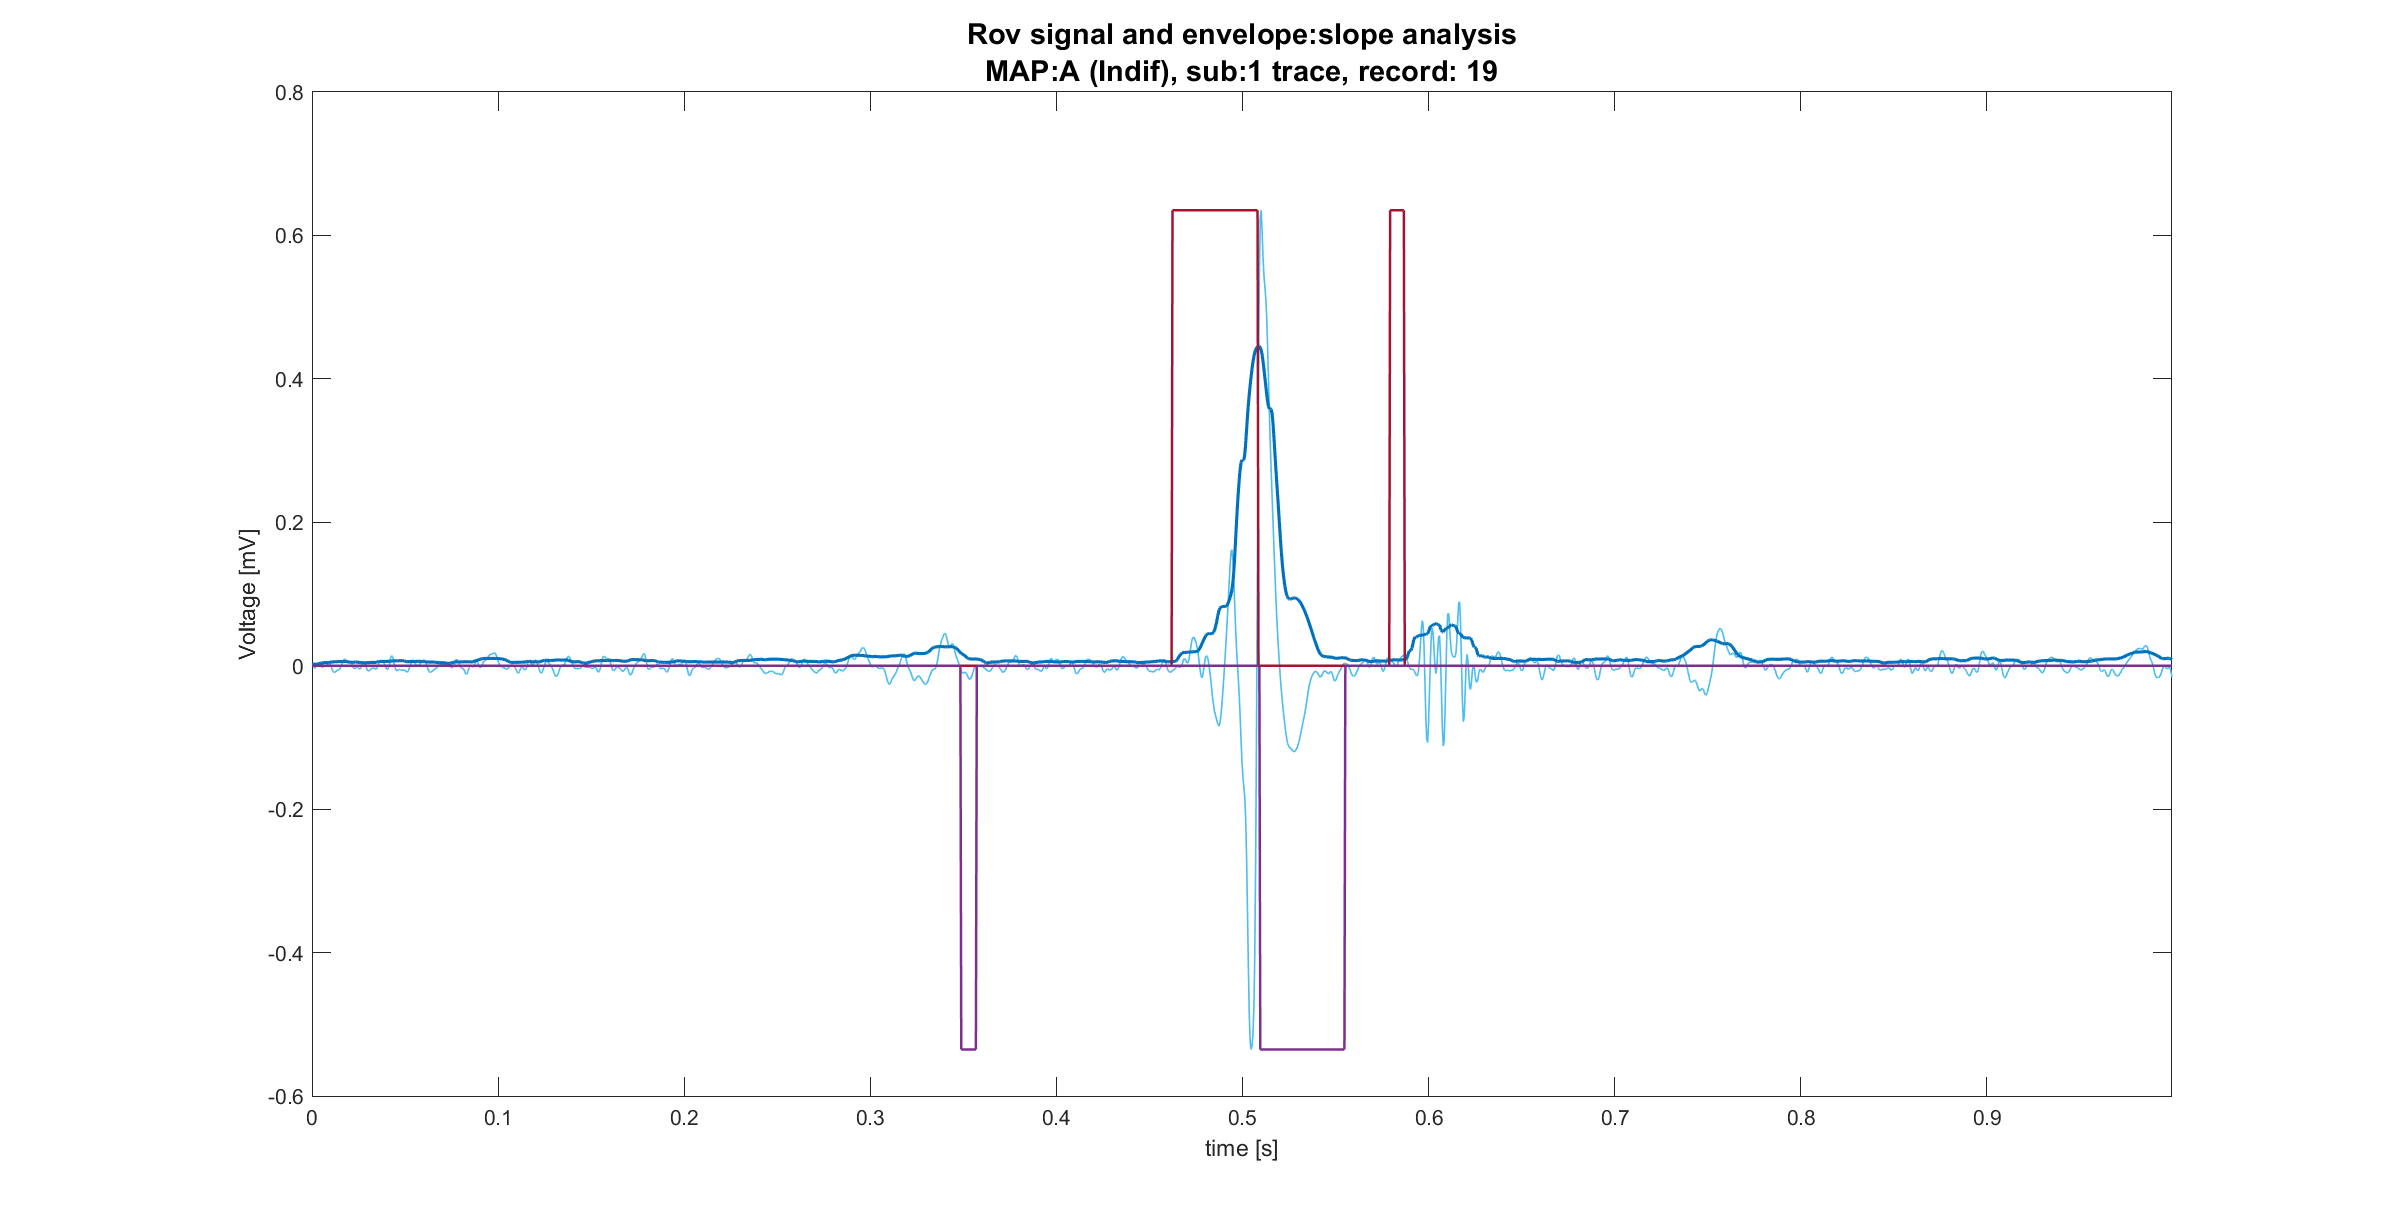 Rov signal and envelope:slope analysis
MAP:A (Indif), sub:1 trace, record: 19
0.8
0.6
0.4
0.2
0
-0.2
-0.4
-0.6
Voltage [mV]
0 0.1 0.2 0.3 0.4 0.5 0.6 0.7 0.8 0.9
time [s]